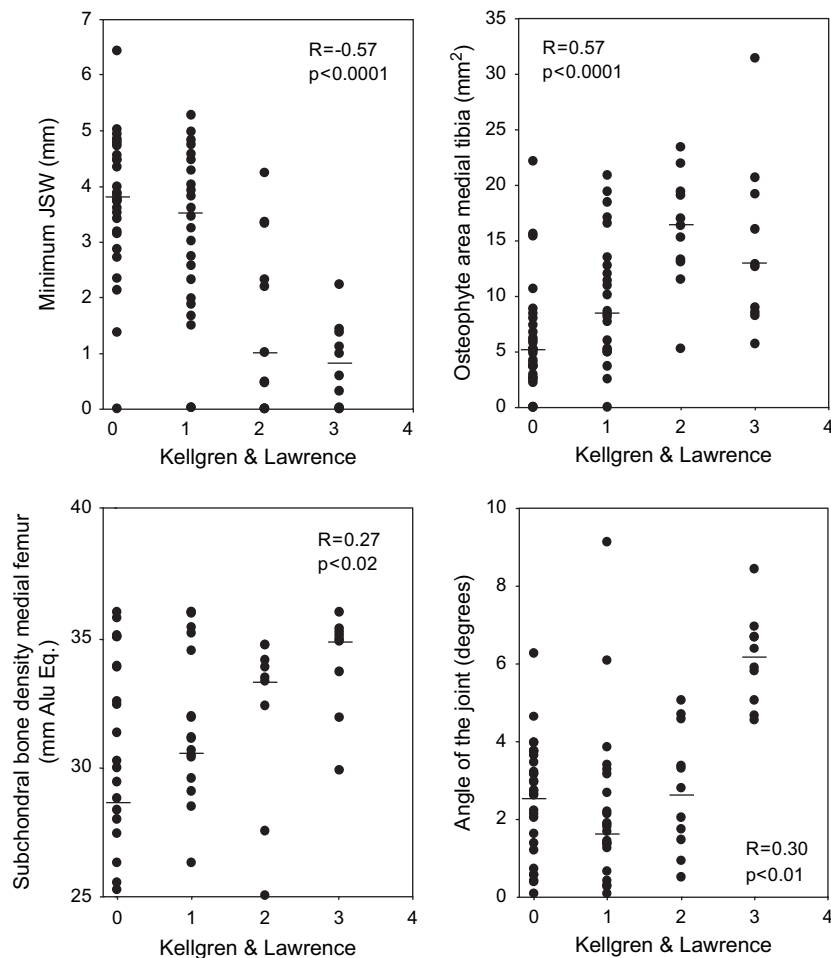 7
6
5
4
3
2
1
0
Minimum JSW (mm)
R=-0.57
p<0.0001
0 1 2 3 4
Kellgren & Lawrence
35
30
25
20
15
10
5
0
Osteophyte area medial tibia (mm²)
R=0.57
p<0.0001
0 1 2 3 4
Kellgren & Lawrence
40
35
30
25
Subchondral bone density medial femur
(mm Alu Eq.)
R=0.27
p<0.02
0 1 2 3 4
Kellgren & Lawrence
10
8
6
4
2
0
Angle of the joint (degrees)
R=0.30
p<0.01
0 1 2 3 4
Kellgren & Lawrence